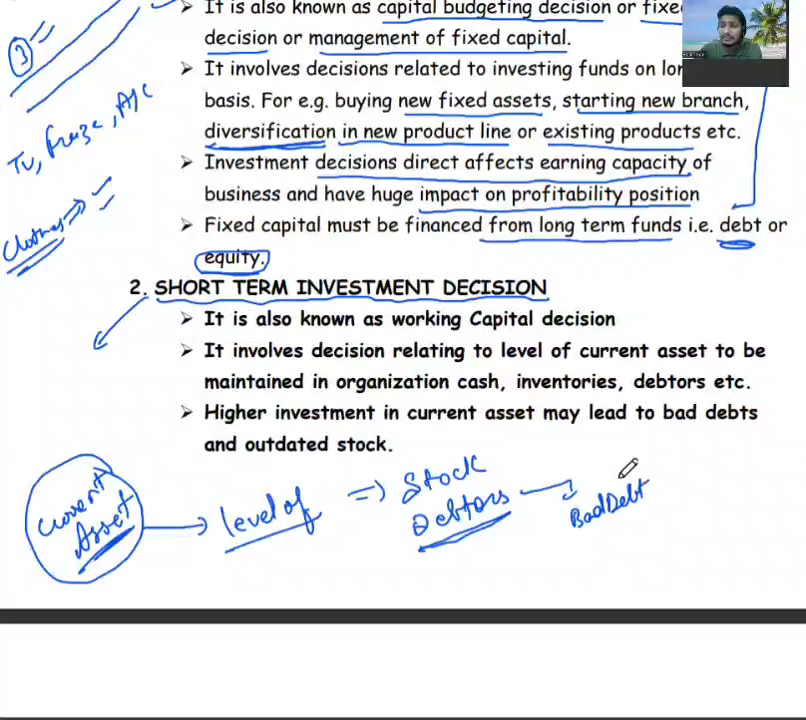 ➤ It is also known as capital budgeting decision or fixe
decision or management of fixed capital.
➤ It involves decisions related to investing funds on lon
basis. For e.g. buying new fixed assets, starting new branch,
diversification in new product line or existing products etc.
➤ Investment decisions direct affects earning capacity of
business and have huge impact on profitability position
➤ Fixed capital must be financed from long term funds i.e. debt or
equity.
2. SHORT TERM INVESTMENT DECISION
➤ It is also known as working Capital decision
➤ It involves decision relating to level of current asset to be
maintained in organization cash, inventories, debtors etc.
➤ Higher investment in current asset may lead to bad debts
and outdated stock.
3
TV, Freize, A/C
Clothes
Current
Asset
level of
Stock
Debtors
Bad Debt